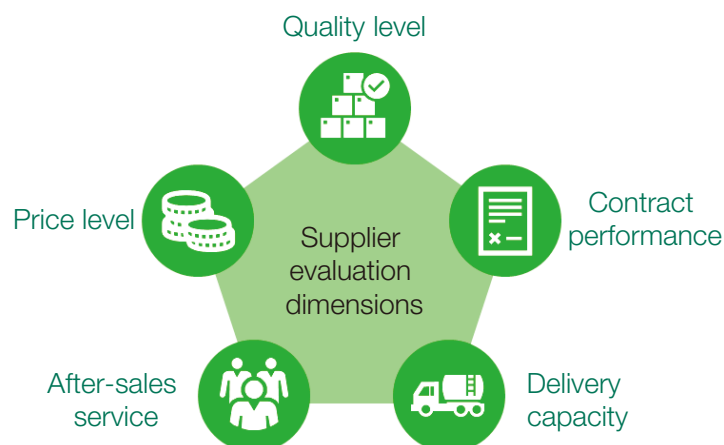 Quality level
Price level
Contract
performance
Supplier
evaluation
dimensions
After-sales
service
Delivery
capacity